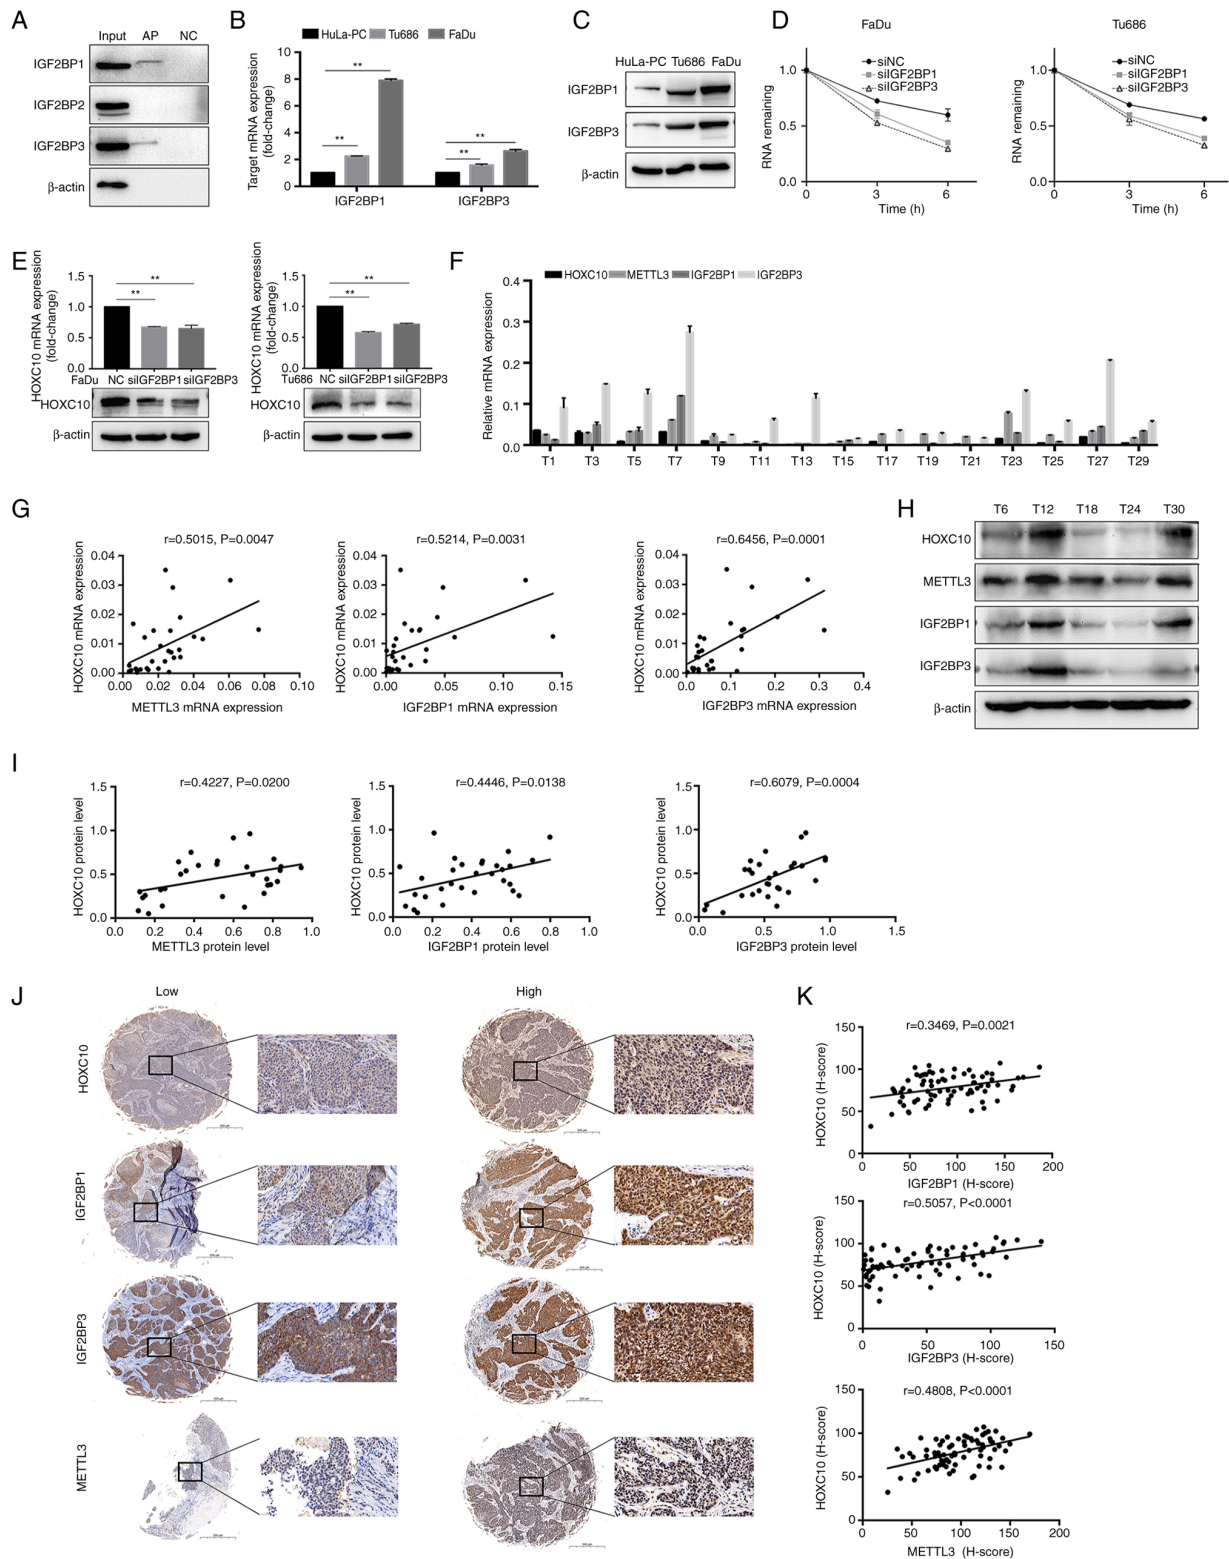 A
Input AP NC
IGF2BP1
IGF2BP2
IGF2BP3
β-actin
B
HuLa-PC Tu686 FaDu
Target mRNA expression
(fold-change)
10
8
6
4
2
0
** ** ** **
IGF2BP1 IGF2BP3
C
HuLa-PC Tu686 FaDu
IGF2BP1
IGF2BP3
β-actin
D
FaDu
RNA remaining
1.0
0.5
0.0
siNC
siIGF2BP1
siIGF2BP3
0 3 6
Time (h)
Tu686
RNA remaining
1.0
0.5
0.0
siNC
siIGF2BP1
siIGF2BP3
0 3 6
Time (h)
E
HOXC10 mRNA expression
(fold-change)
1.5
1.0
0.5
0.0
**
**
FaDu NC siIGF2BP1 siIGF2BP3
HOXC10
β-actin
HOXC10 mRNA expression
(fold-change)
1.5
1.0
0.5
0.0
**
**
Tu686 NC siIGF2BP1 siIGF2BP3
HOXC10
β-actin
F
HOXC10 METTL3 IGF2BP1 IGF2BP3
Relative mRNA expression
0.4
0.3
0.2
0.1
0.0
T1 T3 T5 T7 T9 T11 T13 T15 T17 T19 T21 T23 T25 T27 T29
G
r=0.5015, P=0.0047
HOXC10 mRNA expression
0.04
0.03
0.02
0.01
0.00
0.00 0.02 0.04 0.06 0.08 0.10
METTL3 mRNA expression
r=0.5214, P=0.0031
HOXC10 mRNA expression
0.04
0.03
0.02
0.01
0.00
0.00 0.05 0.10 0.15
IGF2BP1 mRNA expression
r=0.6456, P=0.0001
HOXC10 mRNA expression
0.04
0.03
0.02
0.01
0.00
0.0 0.1 0.2 0.3 0.4
IGF2BP3 mRNA expression
H
T6 T12 T18 T24 T30
HOXC10
METTL3
IGF2BP1
IGF2BP3
β-actin
I
r=0.4227, P=0.0200
HOXC10 protein level
1.5
1.0
0.5
0.0
0.0 0.2 0.4 0.6 0.8 1.0
METTL3 protein level
r=0.4446, P=0.0138
HOXC10 protein level
1.5
1.0
0.5
0.0
0.0 0.2 0.4 0.6 0.8 1.0
IGF2BP1 protein level
r=0.6079, P=0.0004
HOXC10 protein level
1.5
1.0
0.5
0.0
0.0 0.5 1.0 1.5
IGF2BP3 protein level
J
Low High
HOXC10
IGF2BP1
IGF2BP3
METTL3
K
r=0.3469, P=0.0021
HOXC10 (H-score)
150
100
50
0
0 50 100 150 200
IGF2BP1 (H-score)
r=0.5057, P<0.0001
HOXC10 (H-score)
150
100
50
0
0 50 100 150
IGF2BP3 (H-score)
r=0.4808, P<0.0001
HOXC10 (H-score)
150
100
50
0
0 50 100 150 200
METTL3 (H-score)